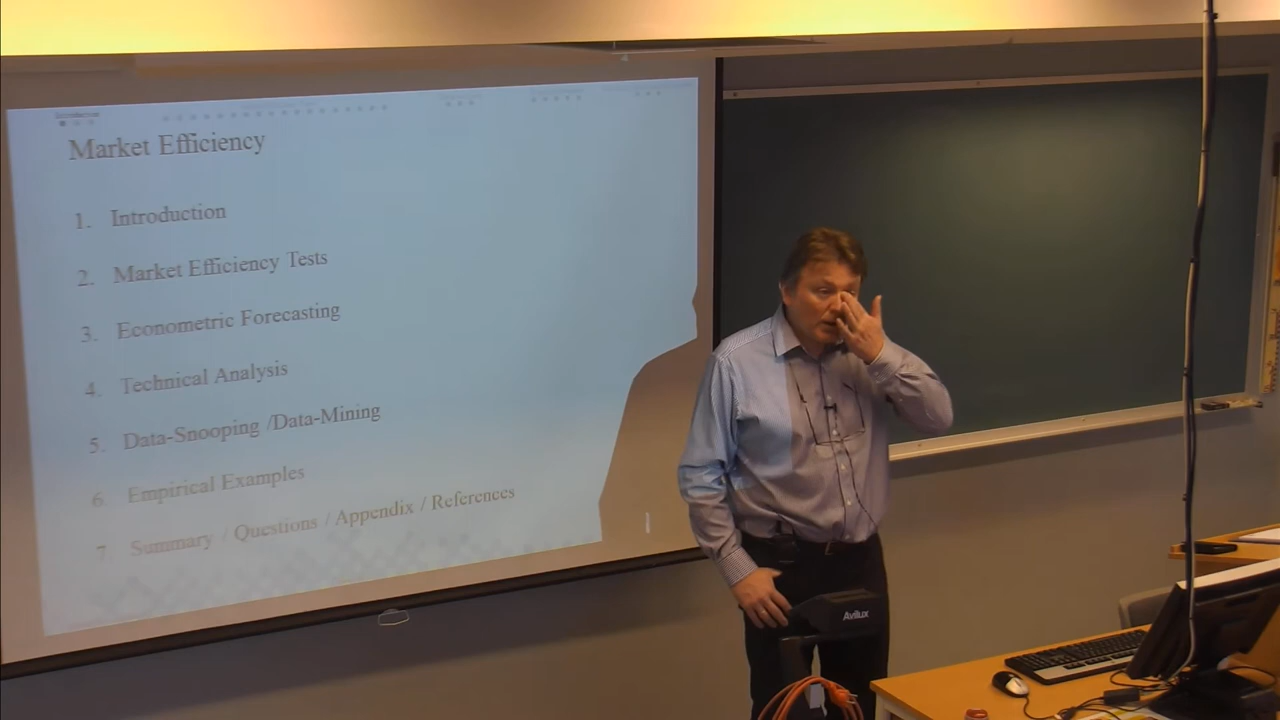 Introduction
Market Efficiency
1. Introduction
2. Market Efficiency Tests
3. Econometric Forecasting
4. Technical Analysis
5. Data-Snooping /Data-Mining
6. Empirical Examples
7. Summary / Questions / Appendix / References
Avilux